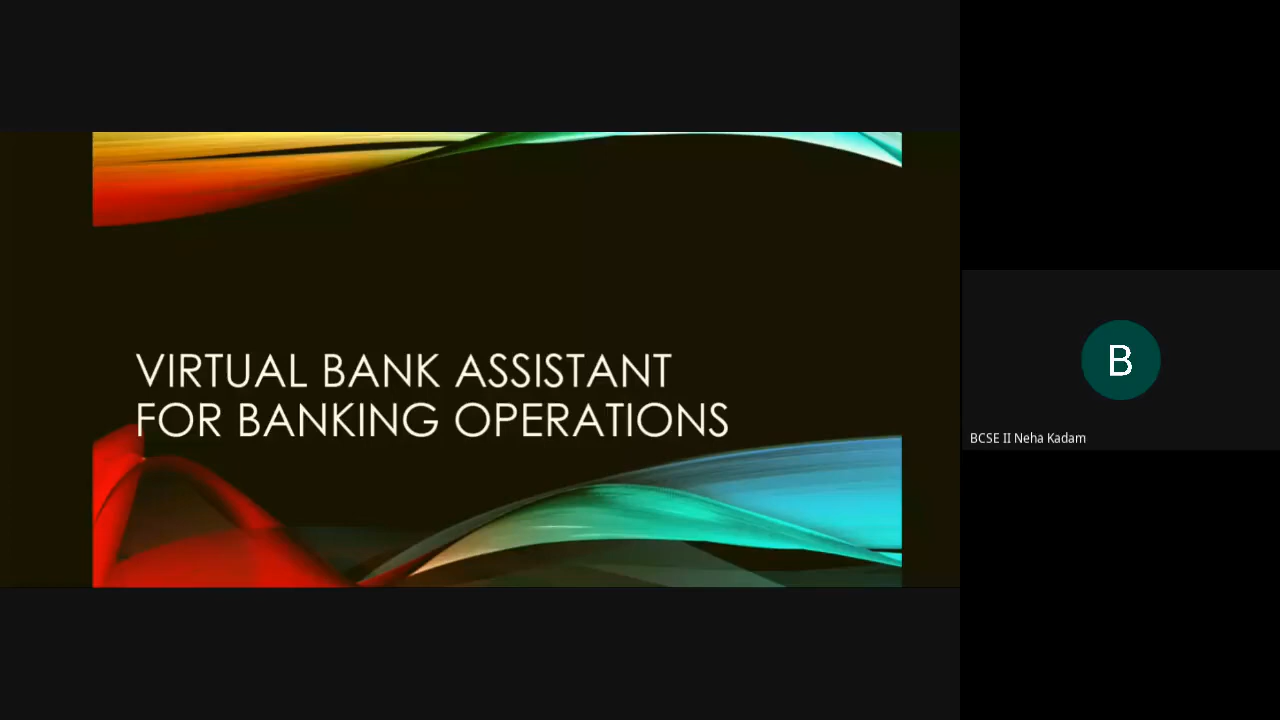 VIRTUAL BANK ASSISTANT
FOR BANKING OPERATIONS
B
BCSE II Neha Kadam